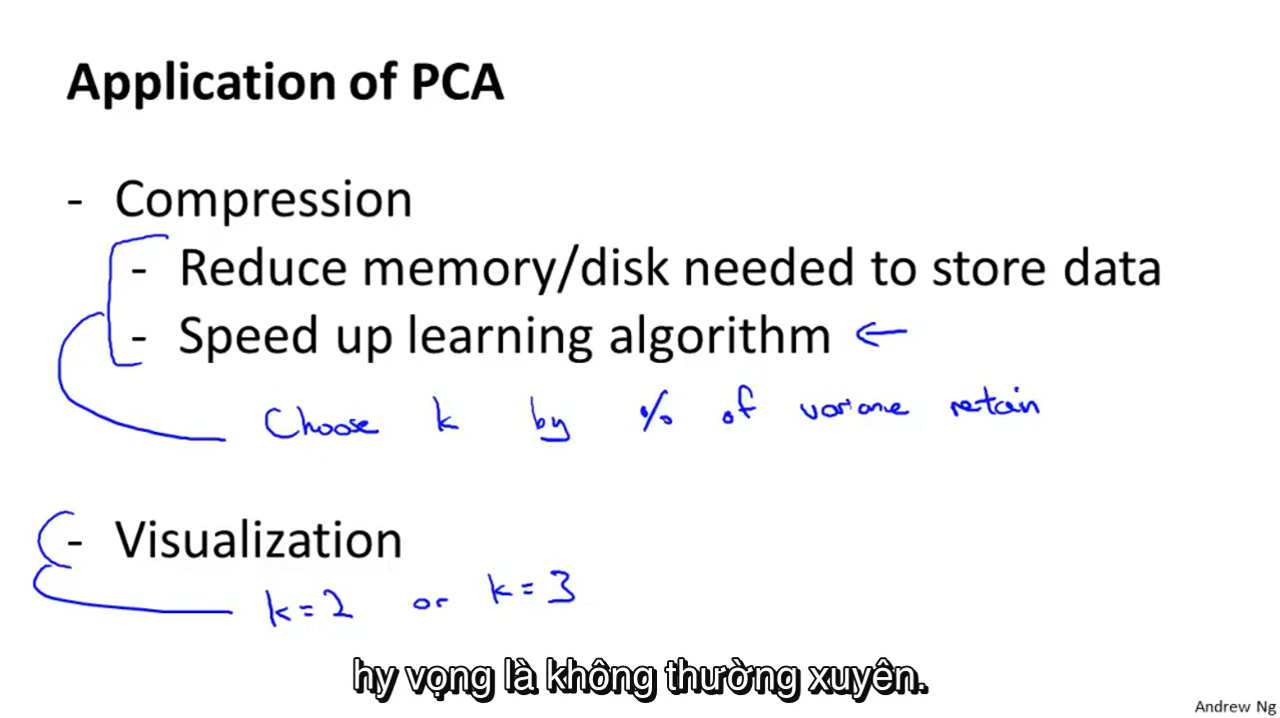 Application of PCA
- Compression
- Reduce memory/disk needed to store data
- Speed up learning algorithm ←
Choose k by % of variance retain
- Visualization
k = 2 or k = 3
hy vọng là không thường xuyên.
Andrew Ng